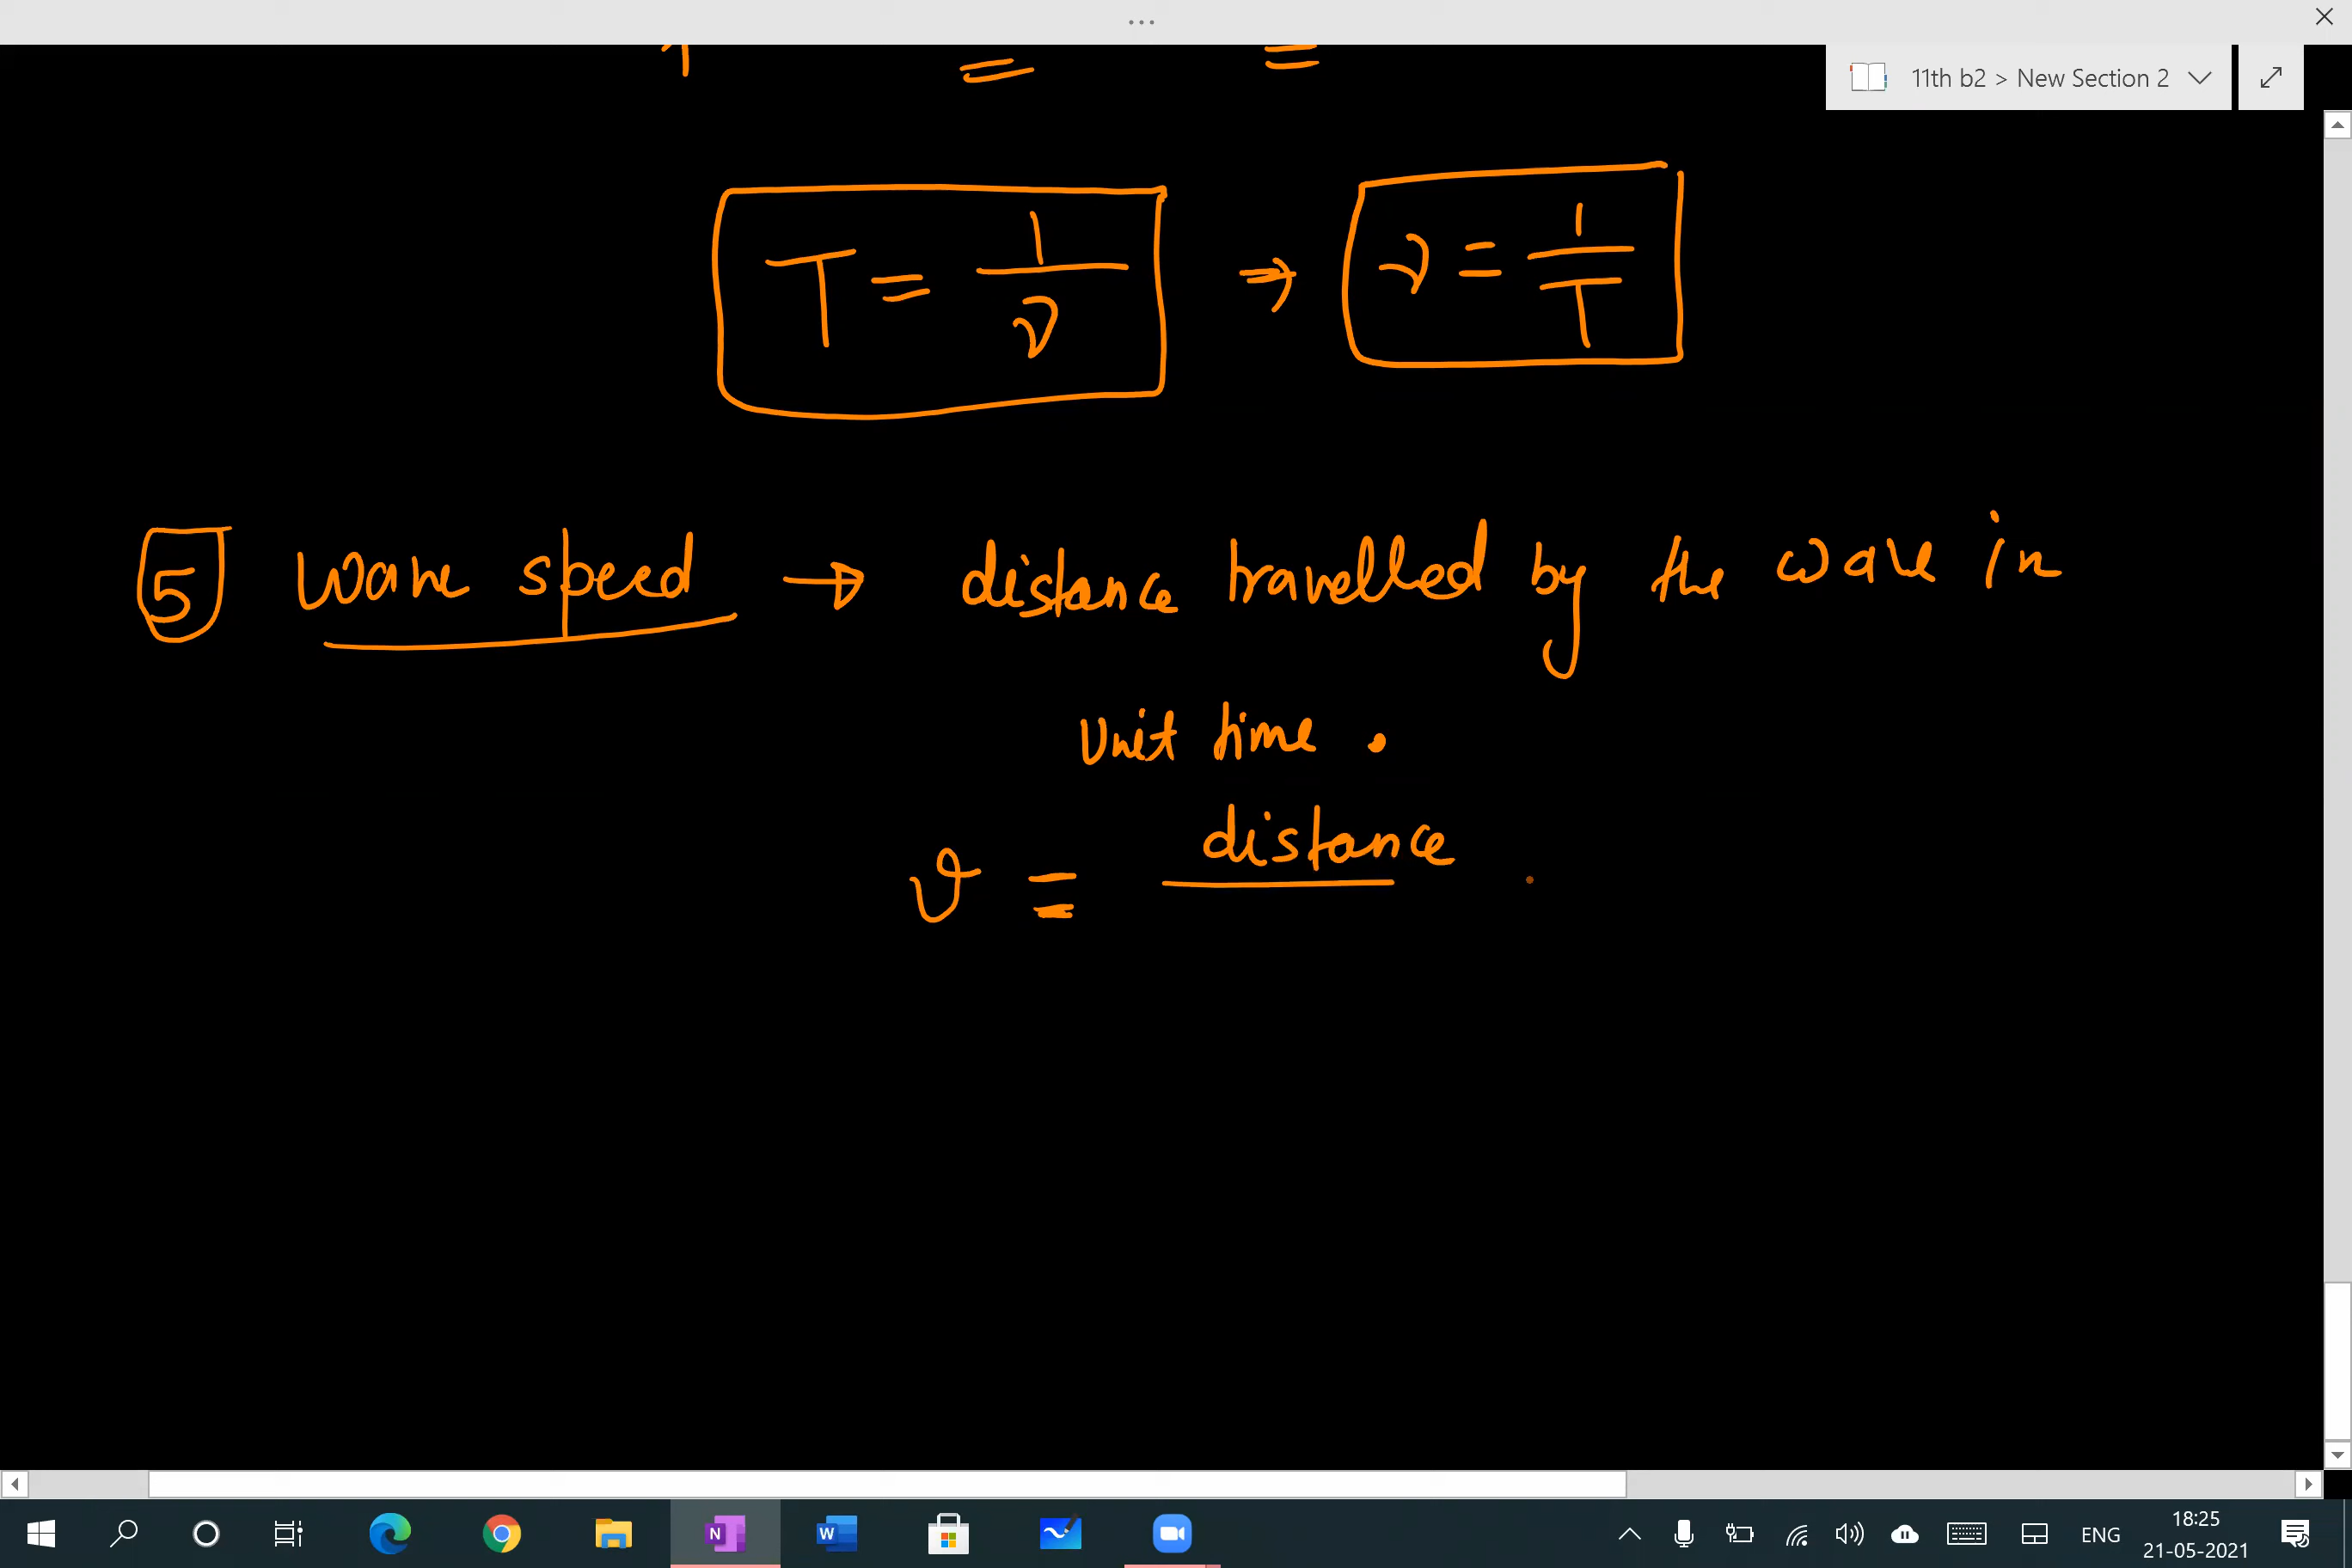 11th b2 > New Section 2
T = 1/ν ⇒ ν = 1/T
5 Wave speed → distance travelled by the wave in
Unit time .
v = distance
ENG
18:25
21-05-2021